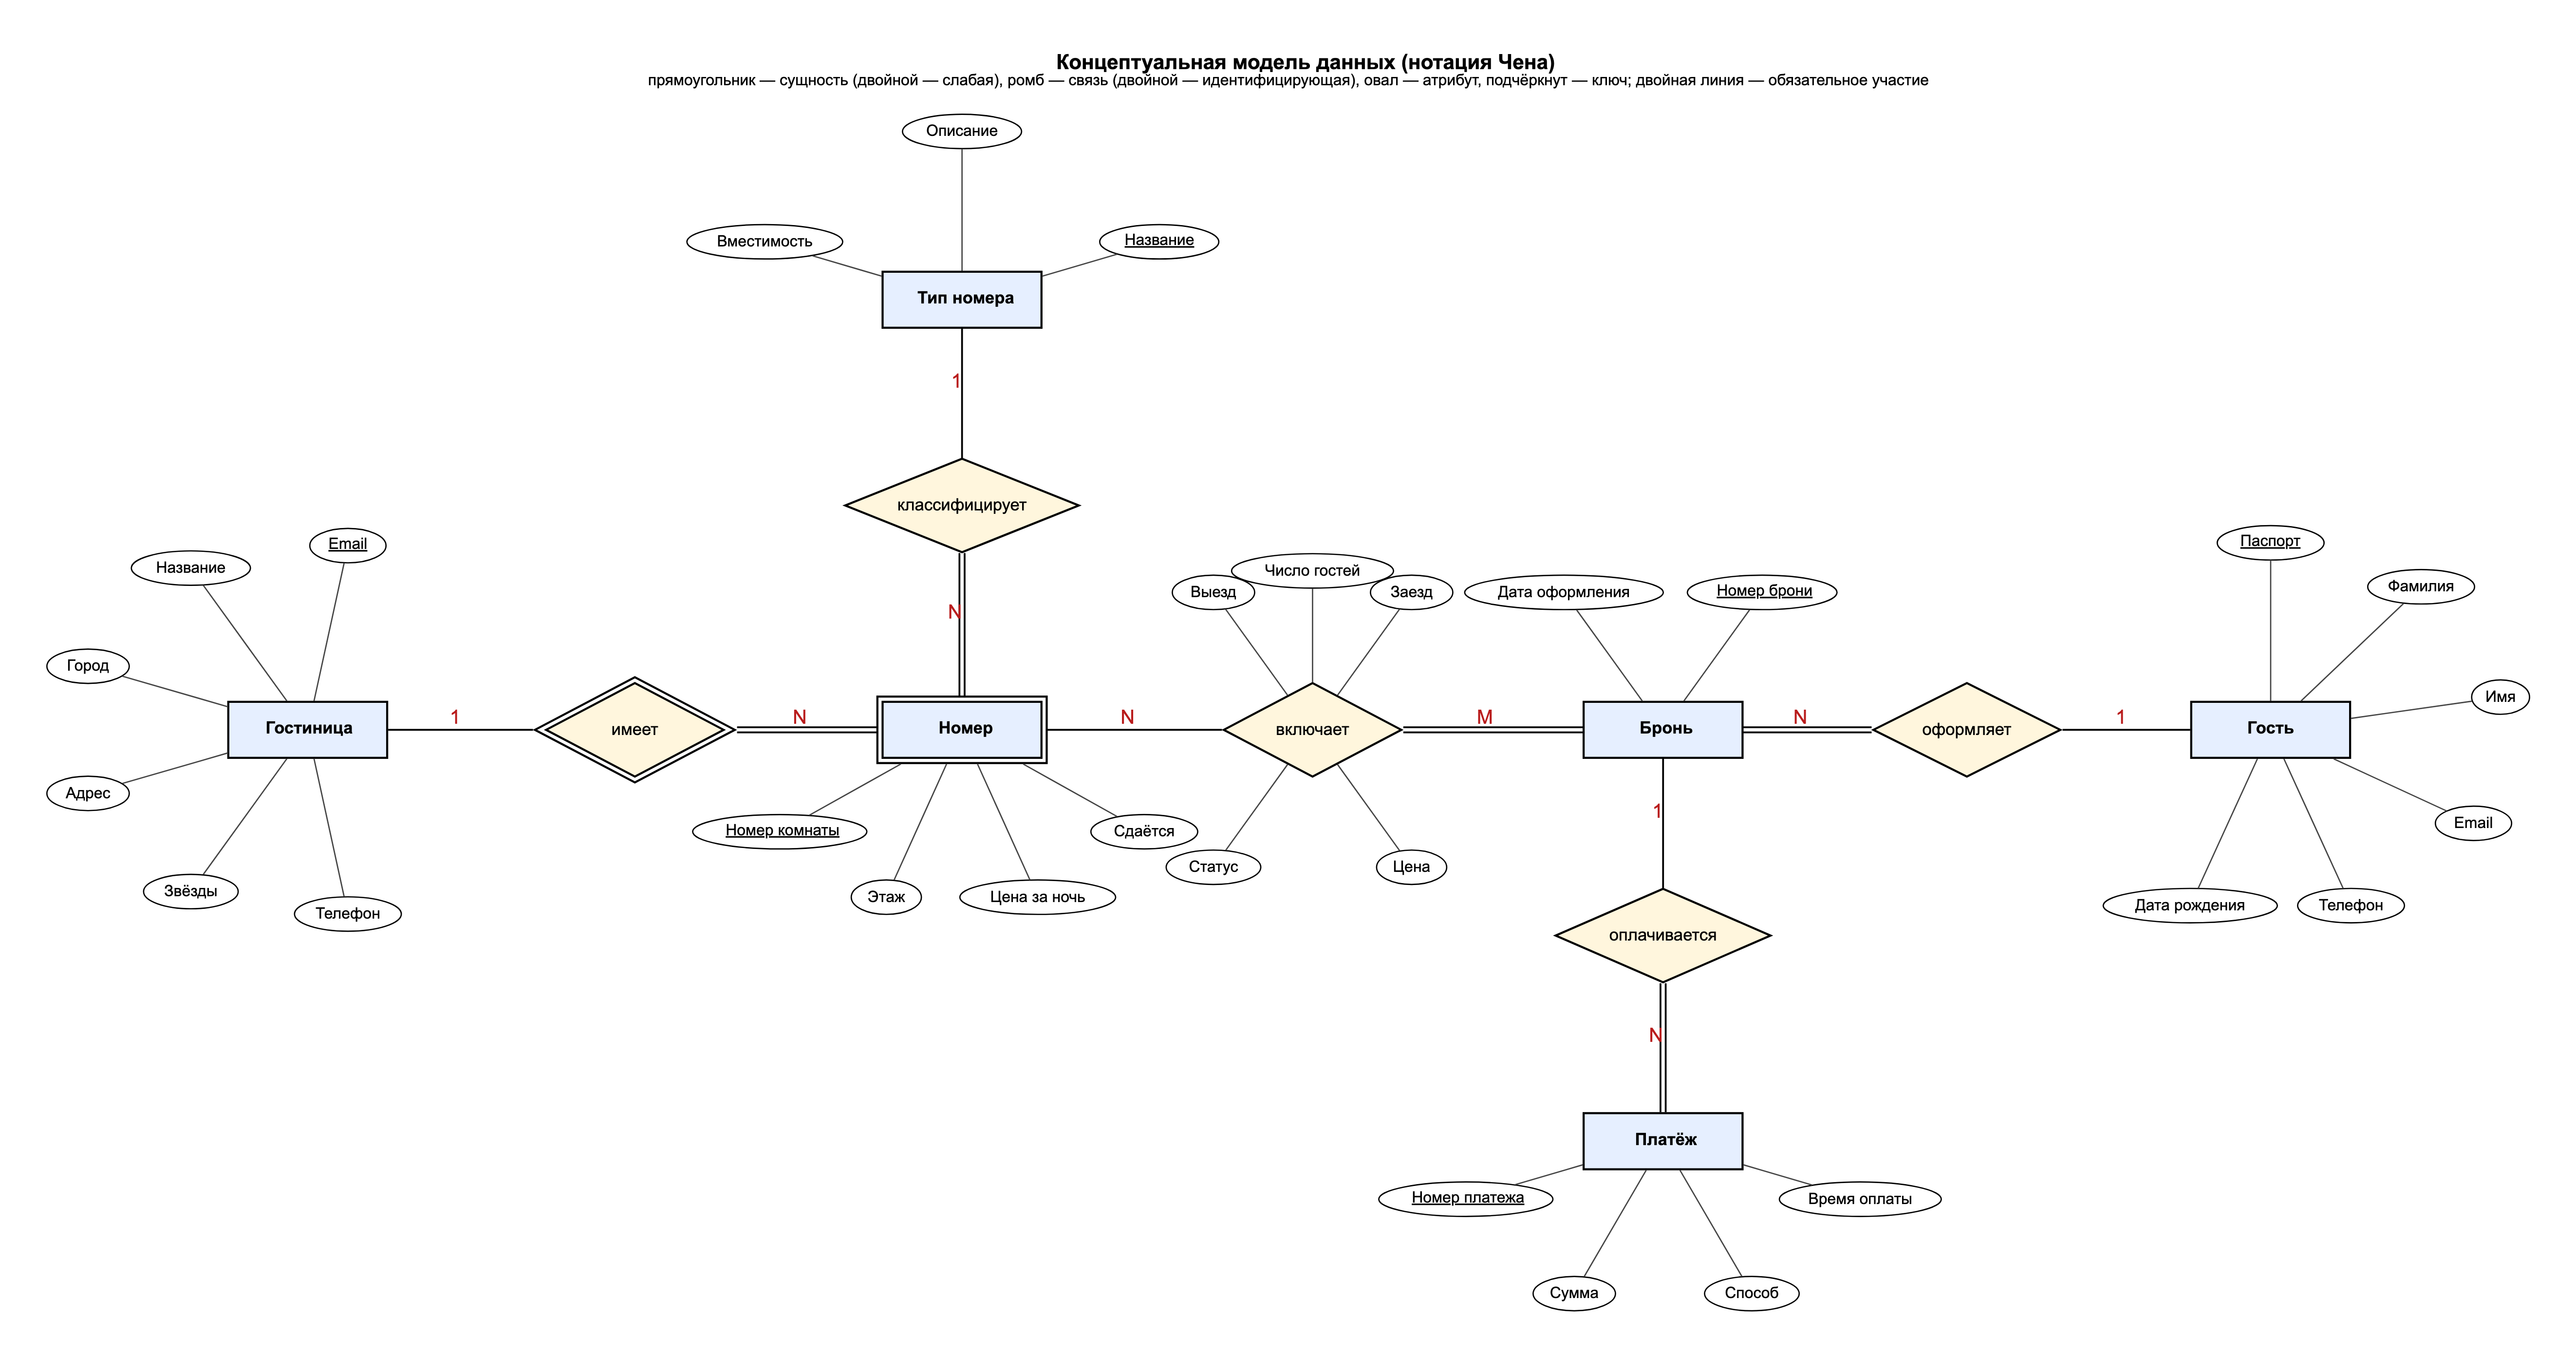 Концептуальная модель данных (нотация Чена)
прямоугольник — сущность (двойной — слабая), ромб — связь (двойной — идентифицирующая), овал — атрибут, подчёркнут — ключ; двойная линия — обязательное участие
Описание
Вместимость
Название
Тип номера
1
классифицирует
N
Email
Название
Город
Гостиница
Адрес
Звёзды
Телефон
1
имеет
N
Номер
Номер комнаты
Этаж
Цена за ночь
Сдаётся
N
Выезд
Число гостей
Заезд
включает
Статус
Цена
M
Дата оформления
Номер брони
Бронь
N
оформляет
1
Паспорт
Фамилия
Имя
Гость
Email
Дата рождения
Телефон
1
оплачивается
N
Платёж
Номер платежа
Время оплаты
Сумма
Способ